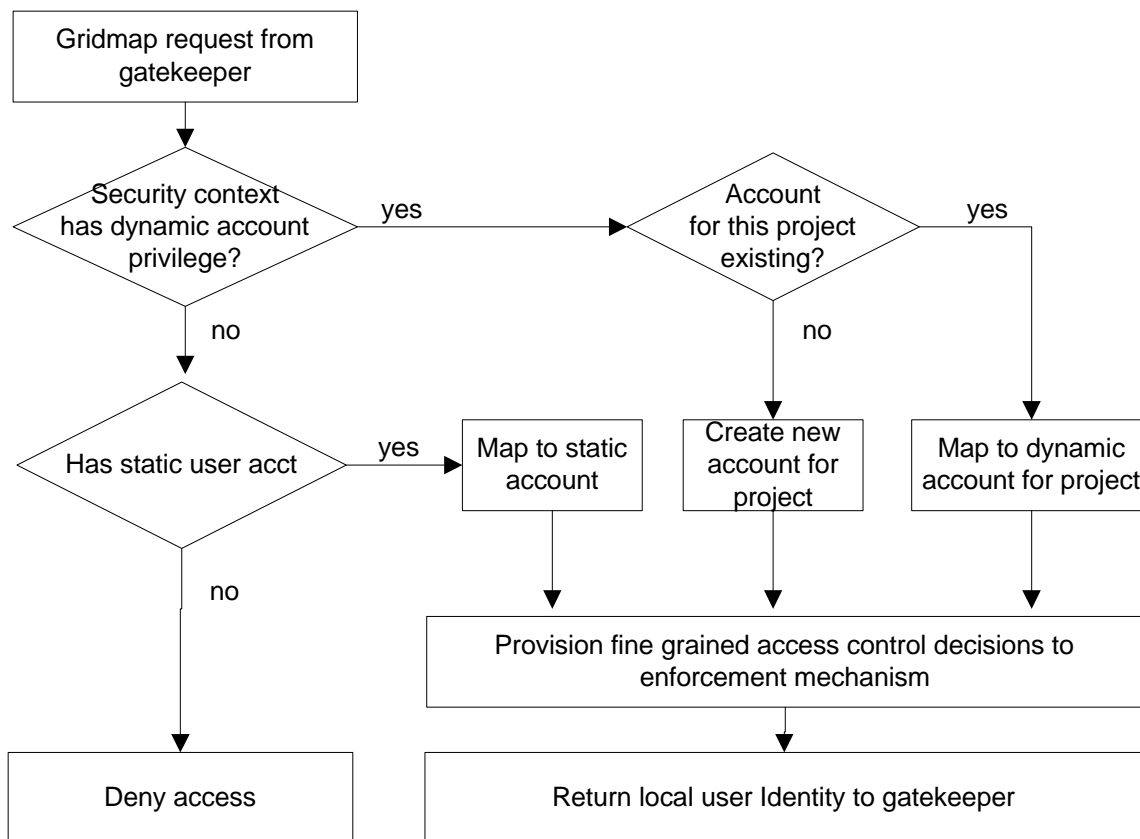 Gridmap request from
gatekeeper
Security context
has dynamic account
privilege?
yes
Account
for this project
existing?
yes
no
no
Has static user acct
yes
Map to static
account
Create new
account for
project
Map to dynamic
account for project
no
Provision fine grained access control decisions to
enforcement mechanism
Deny access
Return local user Identity to gatekeeper